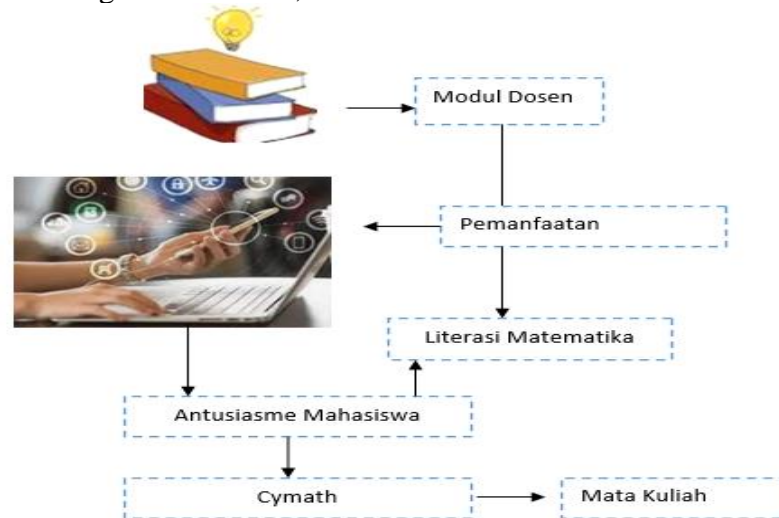 Modul Dosen
Pemanfaatan
Literasi Matematika
Antusiasme Mahasiswa
Cymath
Mata Kuliah